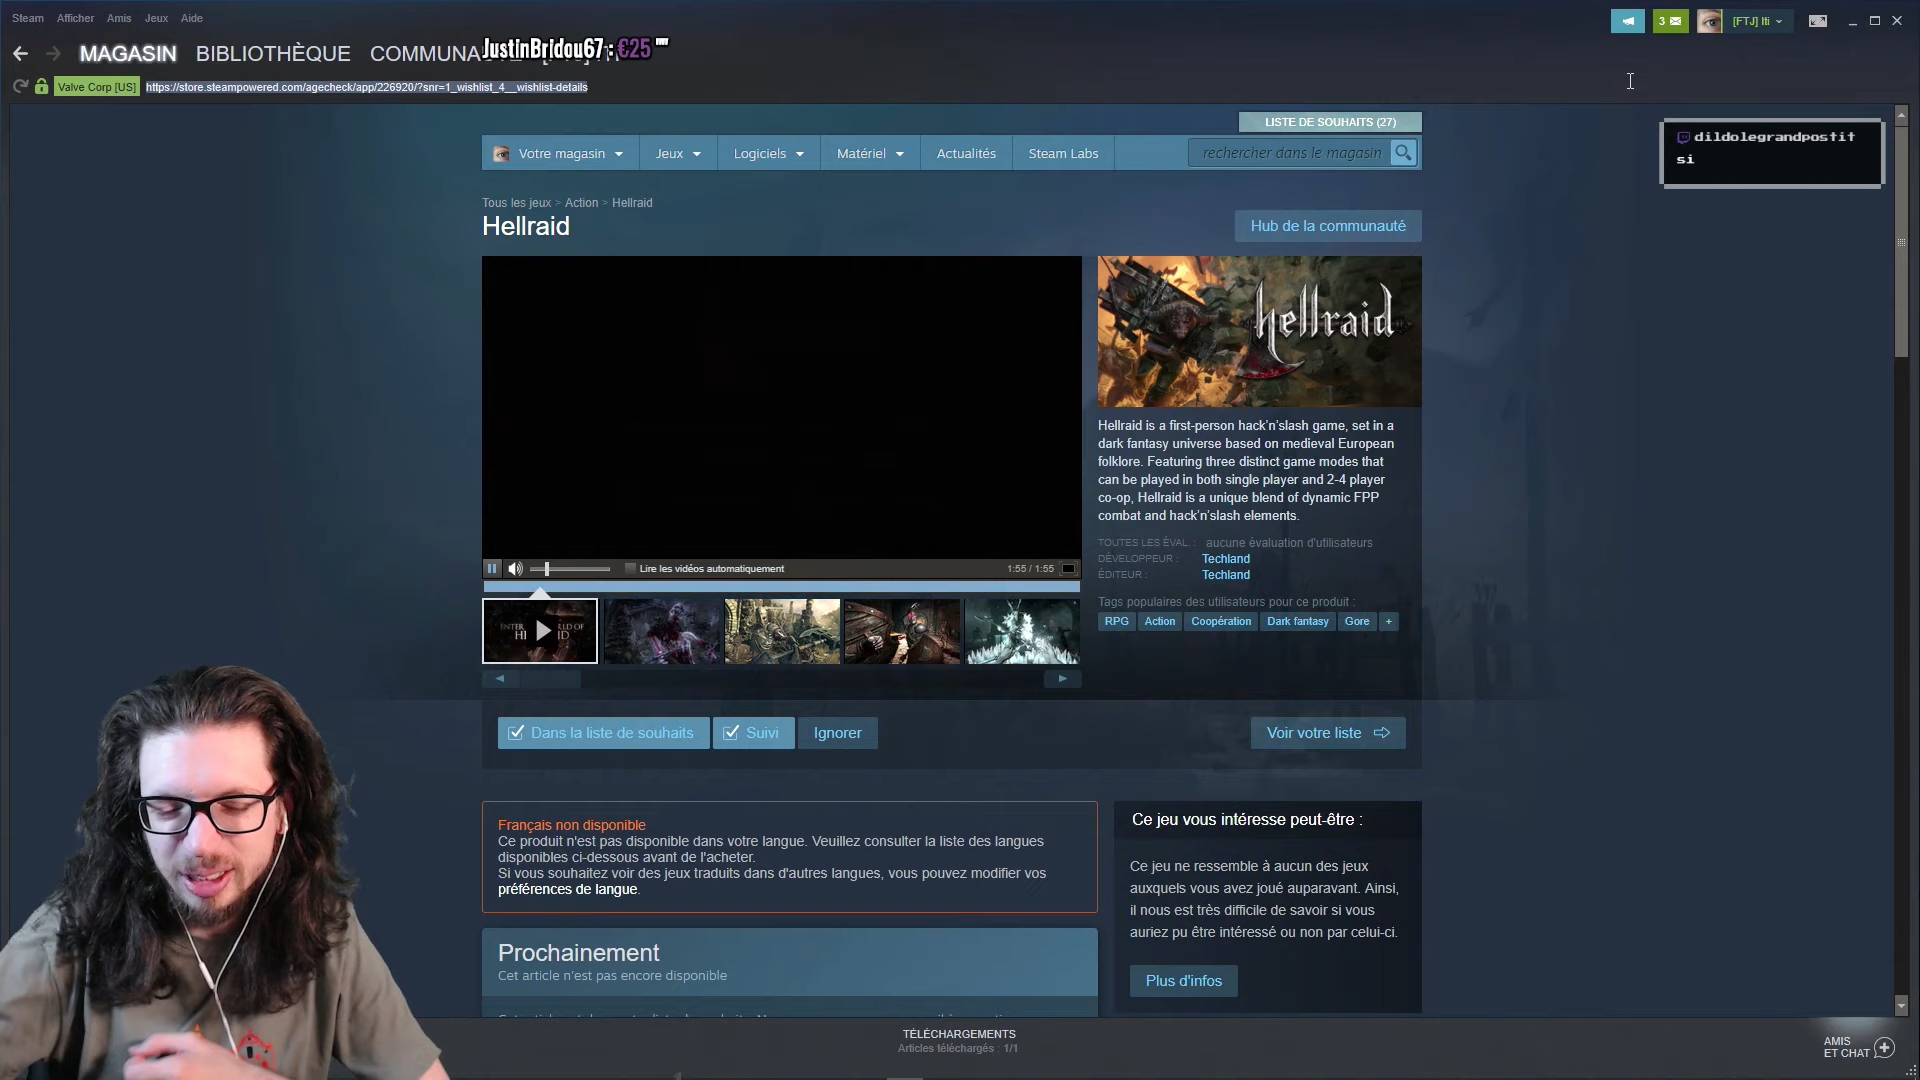 Steam Afficher Amis Jeux Aide
3 [FTJ] Iti
MAGASIN BIBLIOTHÈQUE
JustinBridou67 : €25 ""
Valve Corp [US] https://store.steampowered.com/agecheck/app/226920/?snr=1_wishlist_4__wishlist-details
LISTE DE SOUHAITS (27)
dildolegrandpostit
si
Votre magasin Jeux Logiciels Matériel Actualités Steam Labs rechercher dans le magasin
Tous les jeux > Action > Hellraid
Hellraid
Hub de la communauté
hellraid
Hellraid is a first-person hack'n'slash game, set in a
dark fantasy universe based on medieval European
folklore. Featuring three distinct game modes that
can be played in both single player and 2-4 player
co-op, Hellraid is a unique blend of dynamic FPP
combat and hack'n'slash elements.
TOUTES LES ÉVAL. : aucune évaluation d'utilisateurs
DÉVELOPPEUR : Techland
ÉDITEUR : Techland
Tags populaires des utilisateurs pour ce produit :
RPG Action Coopération Dark fantasy Gore +
Lire les vidéos automatiquement 1:55 / 1:55
Dans la liste de souhaits Suivi Ignorer Voir votre liste
Français non disponible
Ce produit n'est pas disponible dans votre langue. Veuillez consulter la liste des langues
disponibles ci-dessous avant de l'acheter.
Si vous souhaitez voir des jeux traduits dans d'autres langues, vous pouvez modifier vos
préférences de langue.
Ce jeu vous intéresse peut-être :
Ce jeu ne ressemble à aucun des jeux
auxquels vous avez joué auparavant. Ainsi,
il nous est très difficile de savoir si vous
auriez pu être intéressé ou non par celui-ci.
Plus d'infos
Prochainement
Cet article n'est pas encore disponible
TÉLÉCHARGEMENTS
Articles téléchargés : 1/1
AMIS
ET CHAT